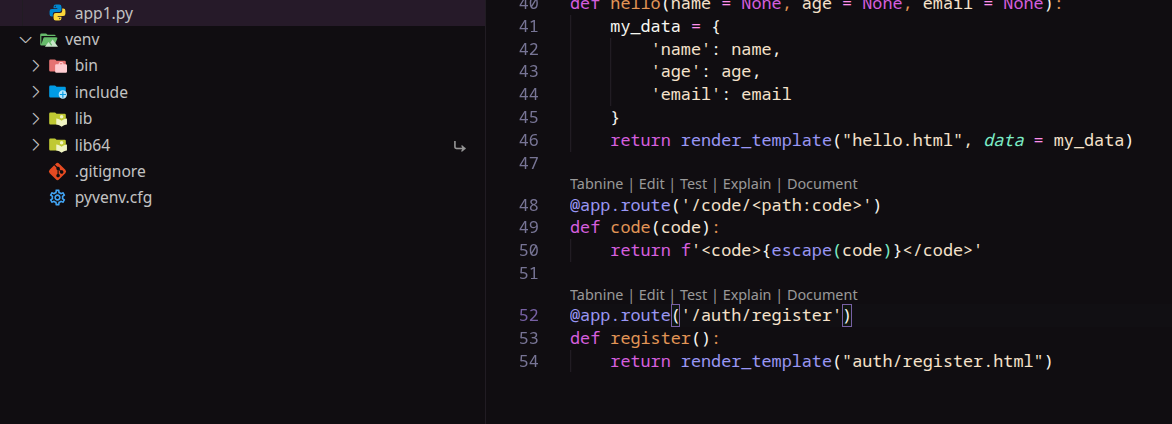 app1.py
venv
bin
include
lib
lib64
.gitignore
pyvenv.cfg
40 def hello(name = None, age = None, email = None):
41     my_data = {
42         'name': name,
43         'age': age,
44         'email': email
45     }
46     return render_template("hello.html", data = my_data)
47
Tabnine | Edit | Test | Explain | Document
48 @app.route('/code/<path:code>')
49 def code(code):
50     return f'<code>{escape(code)}</code>'
51
Tabnine | Edit | Test | Explain | Document
52 @app.route('/auth/register')
53 def register():
54     return render_template("auth/register.html")